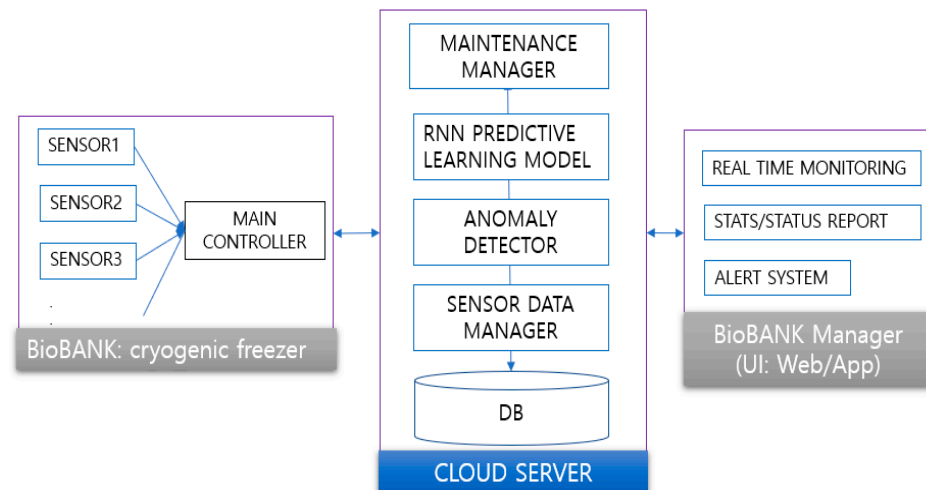 SENSOR1
SENSOR2
SENSOR3
.
.
MAIN
CONTROLLER
BioBANK: cryogenic freezer
MAINTENANCE
MANAGER
RNN PREDICTIVE
LEARNING MODEL
ANOMALY
DETECTOR
SENSOR DATA
MANAGER
DB
CLOUD SERVER
REAL TIME MONITORING
STATS/STATUS REPORT
ALERT SYSTEM
BioBANK Manager
(UI: Web/App)